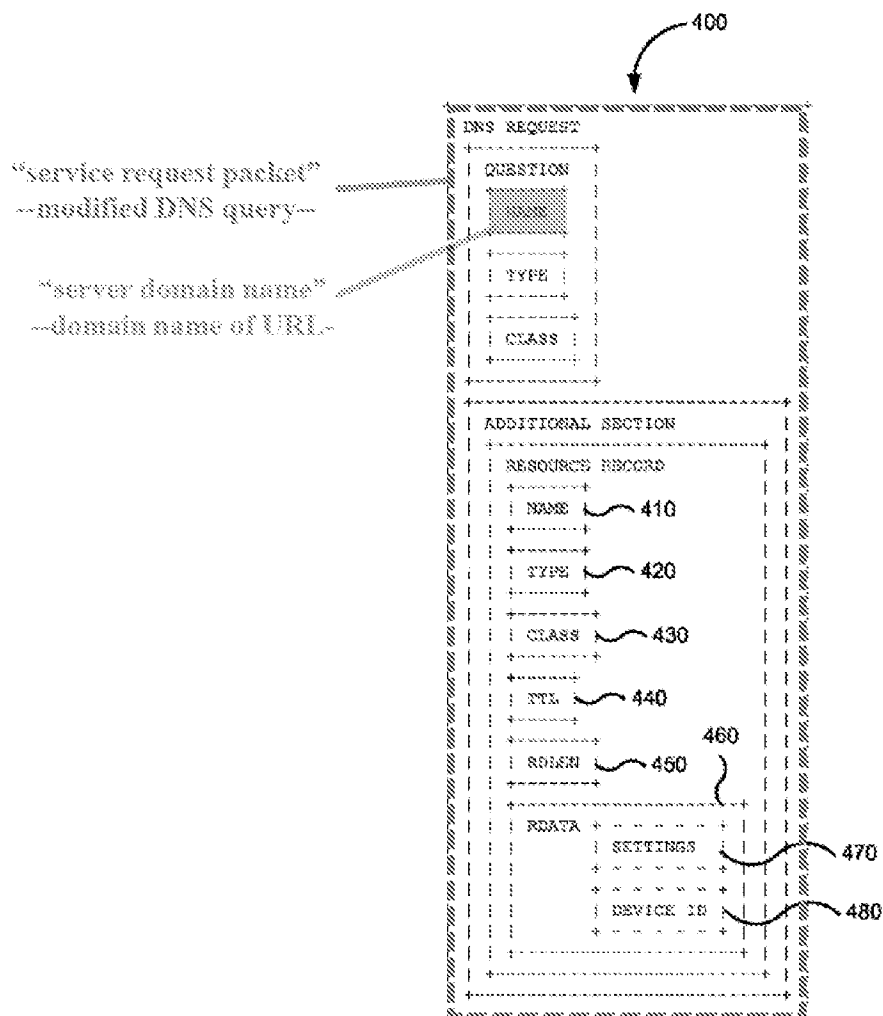 400
DNS REQUEST
“service request packet”
--modified DNS query--
QUESTION
NAME
“server domain name”
--domain name of URL-
TYPE
CLASS
ADDITIONAL SECTION
RESOURCE RECORD
NAME 410
TYPE 420
CLASS 430
TTL 440
RDLEN 450
460
RDATA
SETTINGS 470
DEVICE ID 480